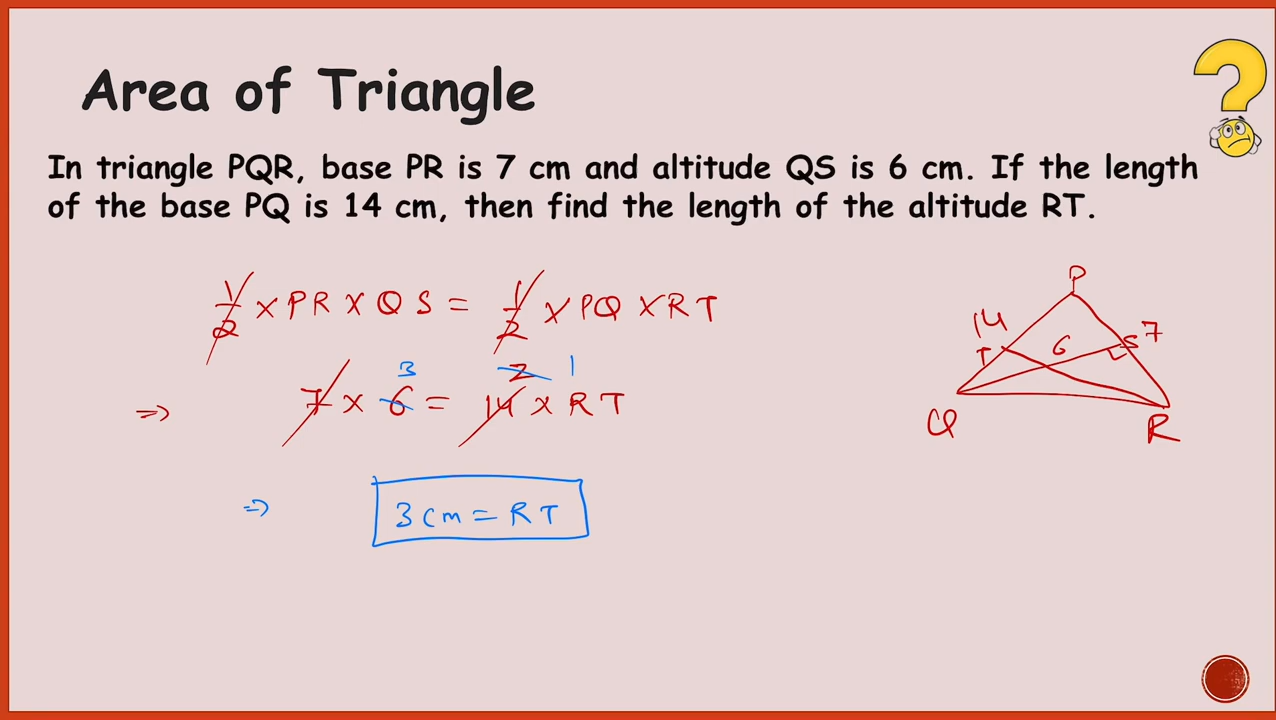 Area of Triangle
In triangle PQR, base PR is 7 cm and altitude QS is 6 cm. If the length
of the base PQ is 14 cm, then find the length of the altitude RT.
1/2 × PR × QS = 1/2 × PQ × RT
3 2 1
⇒ 7 × 6 = 14 × RT
⇒ 3 cm = RT
P
14
T 6 S 7
Q R